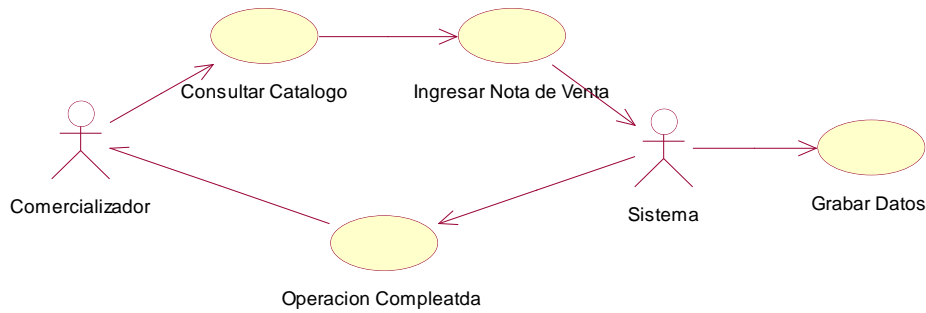 Consultar Catalogo
Ingresar Nota de Venta
Comercializador
Sistema
Grabar Datos
Operacion Compleatda